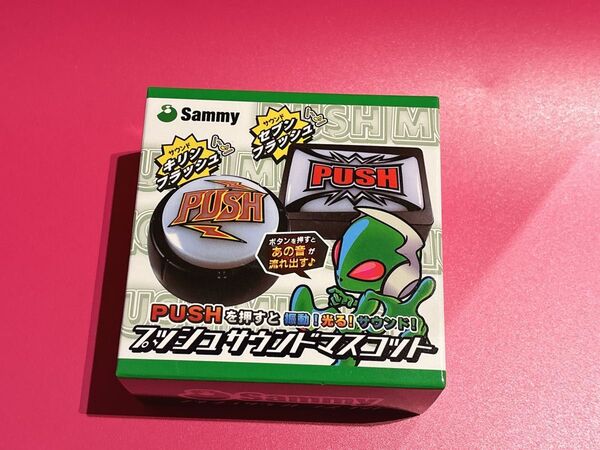 Sammy
サウンド
キリン
フラッシュ
サウンド
セブン
フラッシュ
PUSH
PUSH
ボタンを押すと
あの音が
流れ出す♪
PUSHを押すと 振動!光る!サウンド!
プッシュサウンドマスコット
Sammy